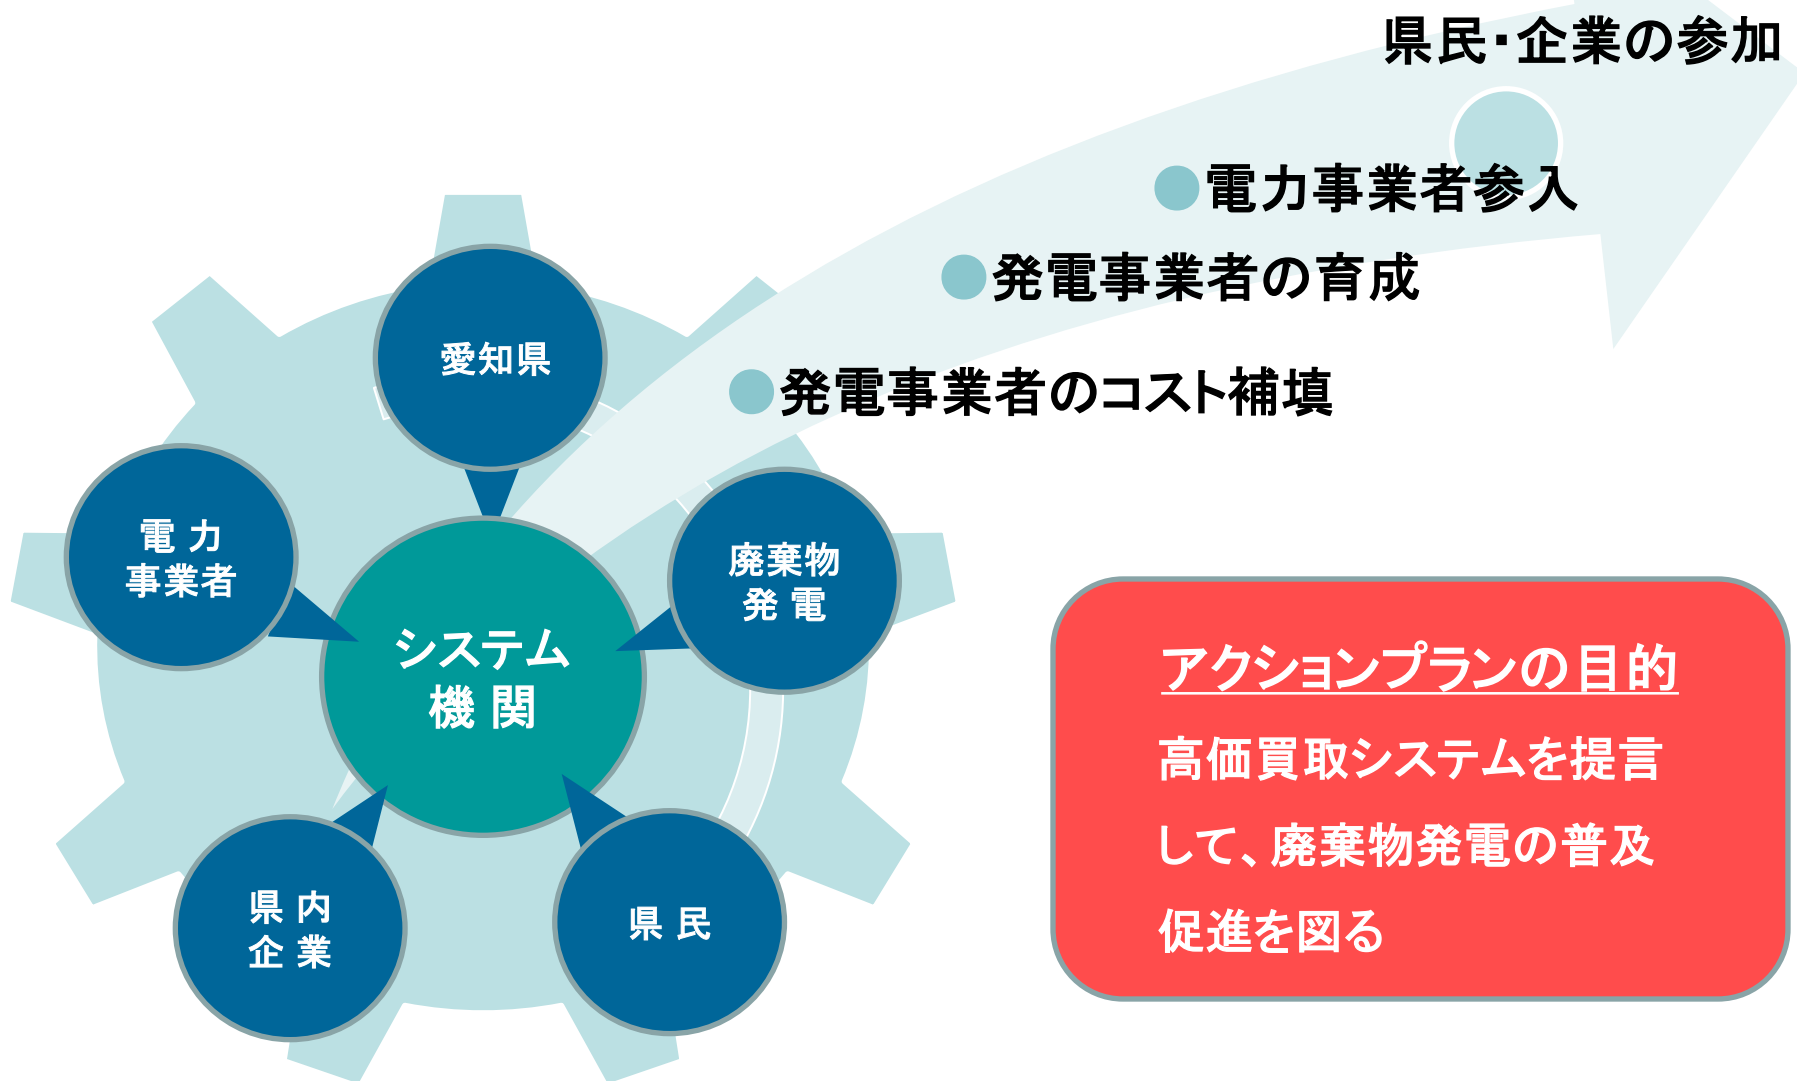 県民・企業の参加
電力事業者参入
発電事業者の育成
発電事業者のコスト補填
愛知県
電 力
事業者
廃棄物
発 電
システム
機 関
県 内
企 業
県 民
アクションプランの目的
高価買取システムを提言
して、廃棄物発電の普及
促進を図る